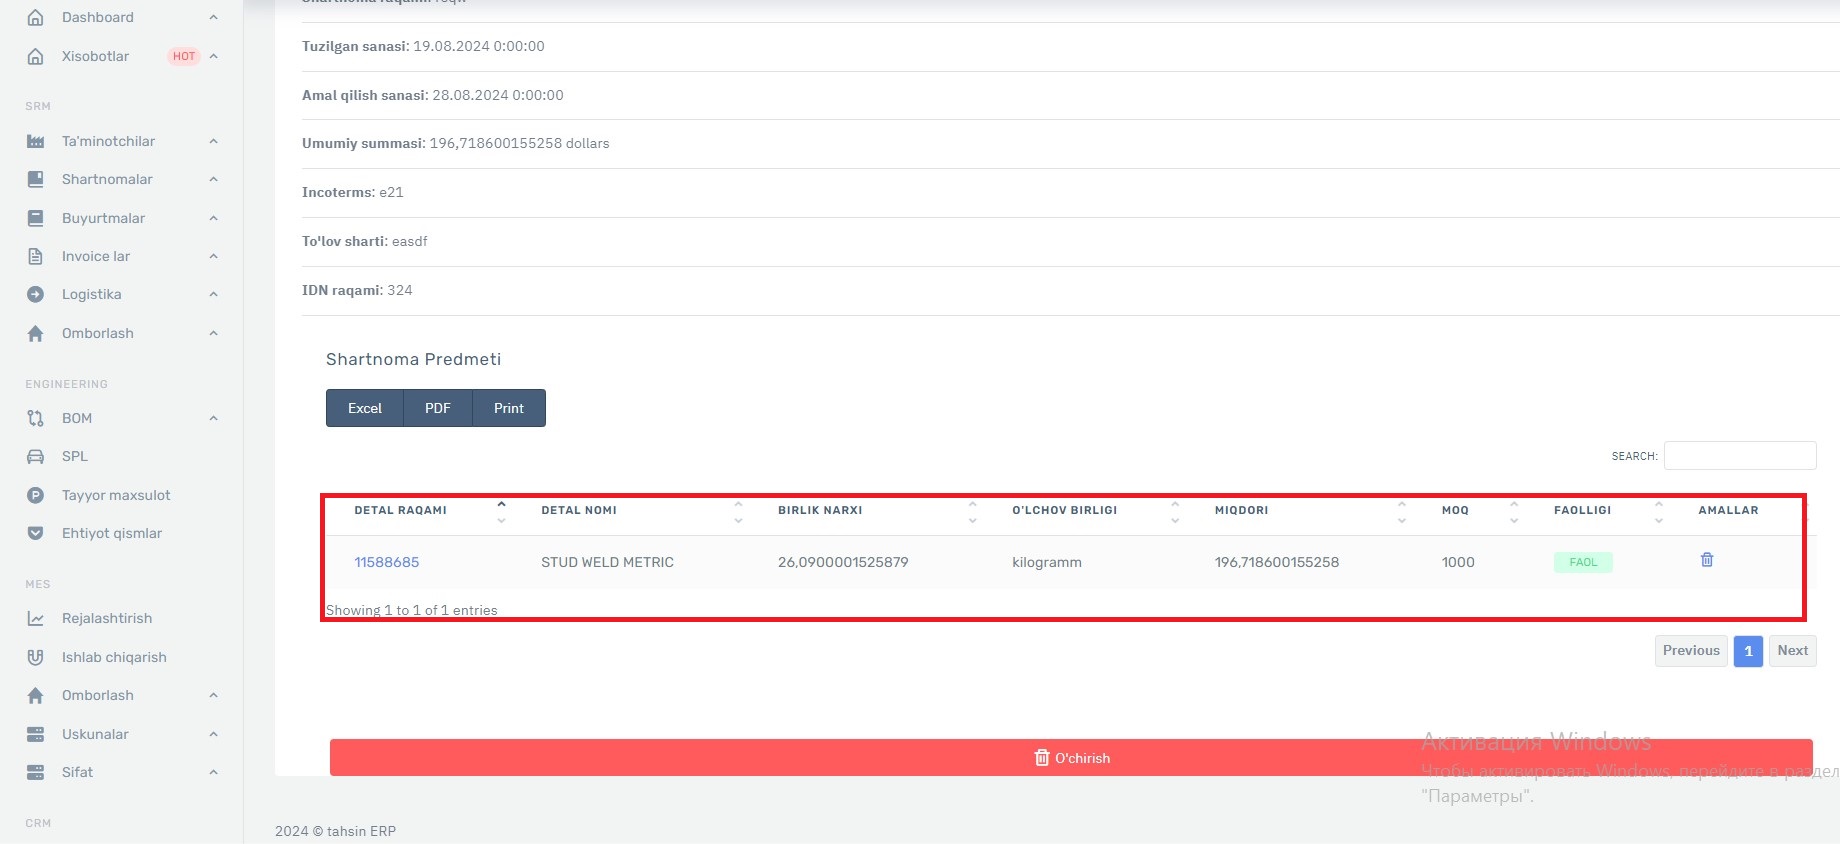 Dashboard
Xisobotlar HOT
SRM
Ta'minotchilar
Shartnomalar
Buyurtmalar
Invoice lar
Logistika
Omborlash
ENGINEERING
BOM
SPL
Tayyor maxsulot
Ehtiyot qismlar
MES
Rejalashtirish
Ishlab chiqarish
Omborlash
Uskunalar
Sifat
CRM
Tuzilgan sanasi: 19.08.2024 0:00:00
Amal qilish sanasi: 28.08.2024 0:00:00
Umumiy summasi: 196,718600155258 dollars
Incoterms: e21
To'lov sharti: easdf
IDN raqami: 324
Shartnoma Predmeti
Excel PDF Print
SEARCH:
DETAL RAQAMI DETAL NOMI BIRLIK NARXI O'LCHOV BIRLIGI MIQDORI MOQ FAOLLIGI AMALLAR
11588685 STUD WELD METRIC 26,0900001525879 kilogramm 196,718600155258 1000 FAOL
Showing 1 to 1 of 1 entries
Previous 1 Next
O'chirish
Активация Windows
Чтобы активировать Windows, перейдите в раздел
"Параметры".
2024 © tahsin ERP